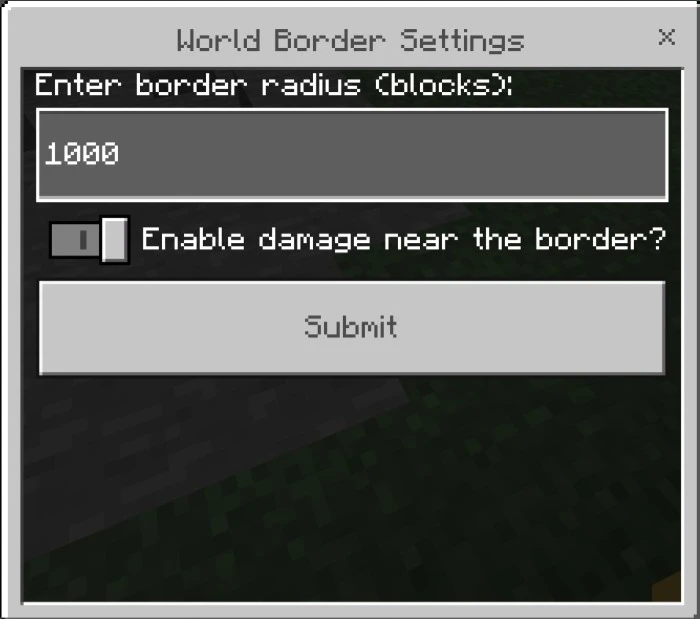 World Border Settings
Enter border radius (blocks):
1000
Enable damage near the border?
Submit